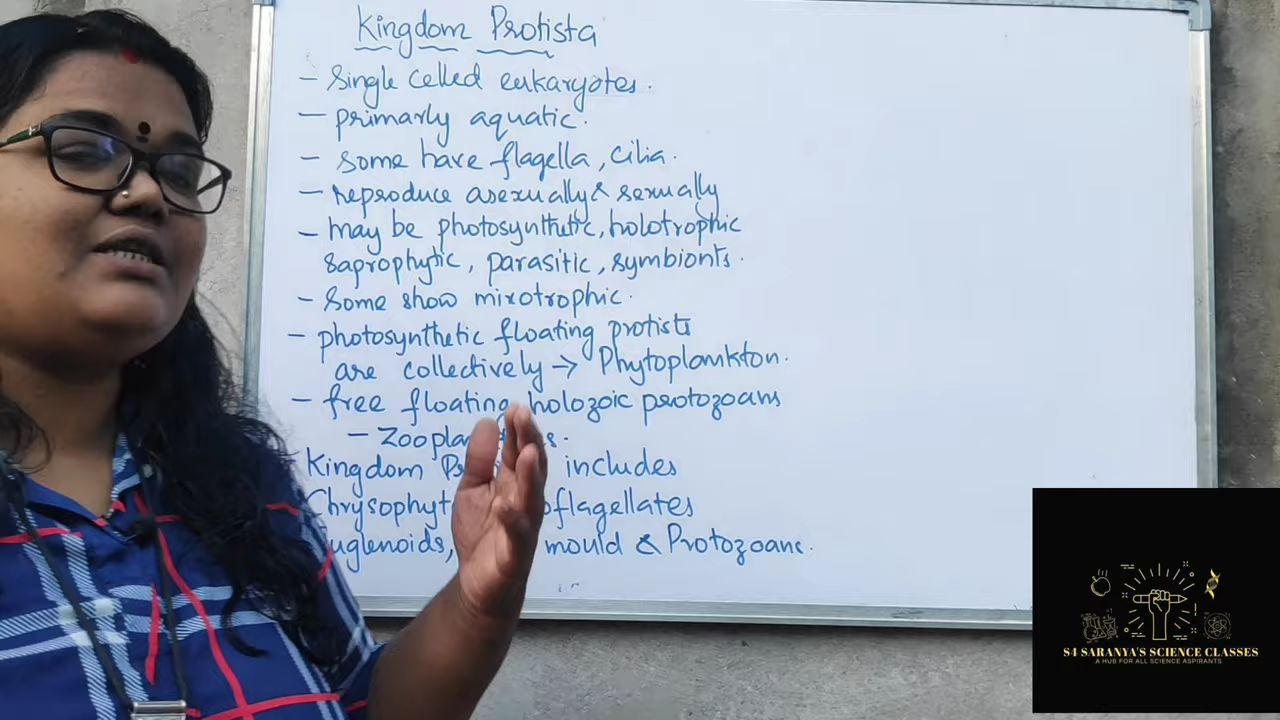 Kingdom Protista
- Single celled eukaryotes.
- primarly aquatic.
- some have flagella, cilia.
- Reproduce asexually & sexually
- may be photosynthetic, holotrophic
saprophytic, parasitic, symbionts.
- Some show mixotrophic.
- photosynthetic floating protists
are collectively → Phytoplankton.
- free floating holozoic protozoans
- Zoopla
Kingdom includes
Chrysophyt flagellates
uglenoids, mould & Protozoans.
S4 SARANYA'S SCIENCE CLASSES
A HUB FOR ALL SCIENCE ASPIRANTS